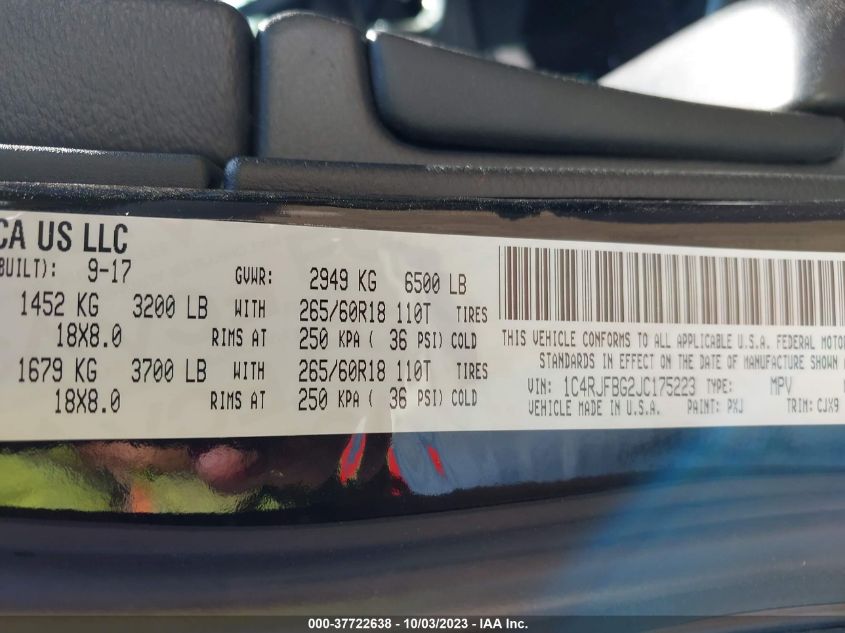 CA US LLC
BUILT): 9-17 GVWR: 2949 KG 6500 LB
1452 KG 3200 LB WITH 265/60R18 110T TIRES
18X8.0 RIMS AT 250 KPA ( 36 PSI) COLD
1679 KG 3700 LB WITH 265/60R18 110T TIRES
18X8.0 RIMS AT 250 KPA ( 36 PSI) COLD
THIS VEHICLE CONFORMS TO ALL APPLICABLE U.S.A. FEDERAL MOTOR
STANDARDS IN EFFECT ON THE DATE OF MANUFACTURE SHOWN
VIN: 1C4RJFBG2JC175223 TYPE: MPV
VEHICLE MADE IN U.S.A. PAINT: PXJ TRIM: CJX9
000-37722638 - 10/03/2023 - IAA Inc.